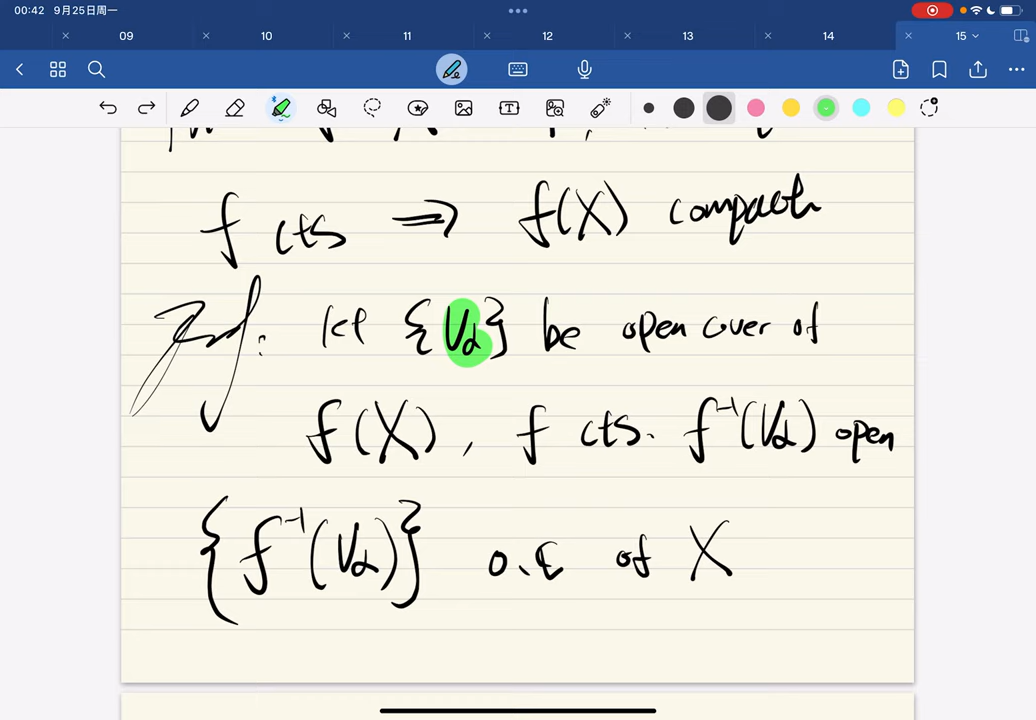 00:42 9月25日周一
09 10 11 12 13 14 15
f cts ⇒ f(X) compact
let {Vα} be open cover of
f(X), f cts. f⁻¹(Vα) open
{f⁻¹(Vα)} o.c of X